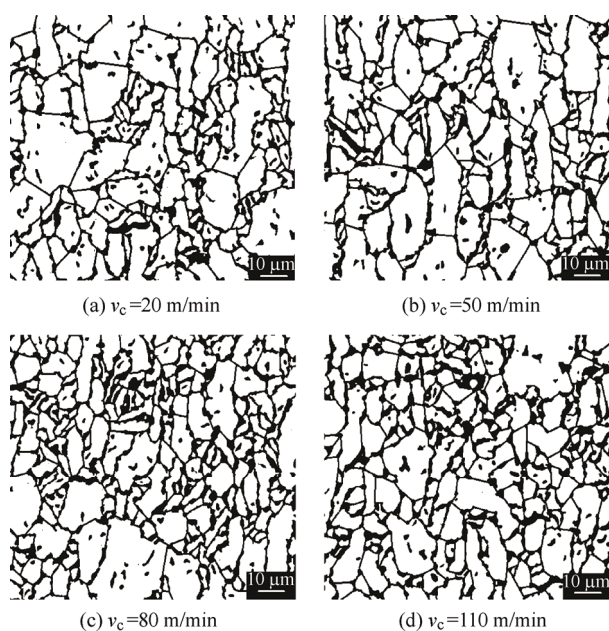 10 μm
10 μm
(a) vc=20 m/min
(b) vc=50 m/min
10 μm
10 μm
(c) vc=80 m/min
(d) vc=110 m/min